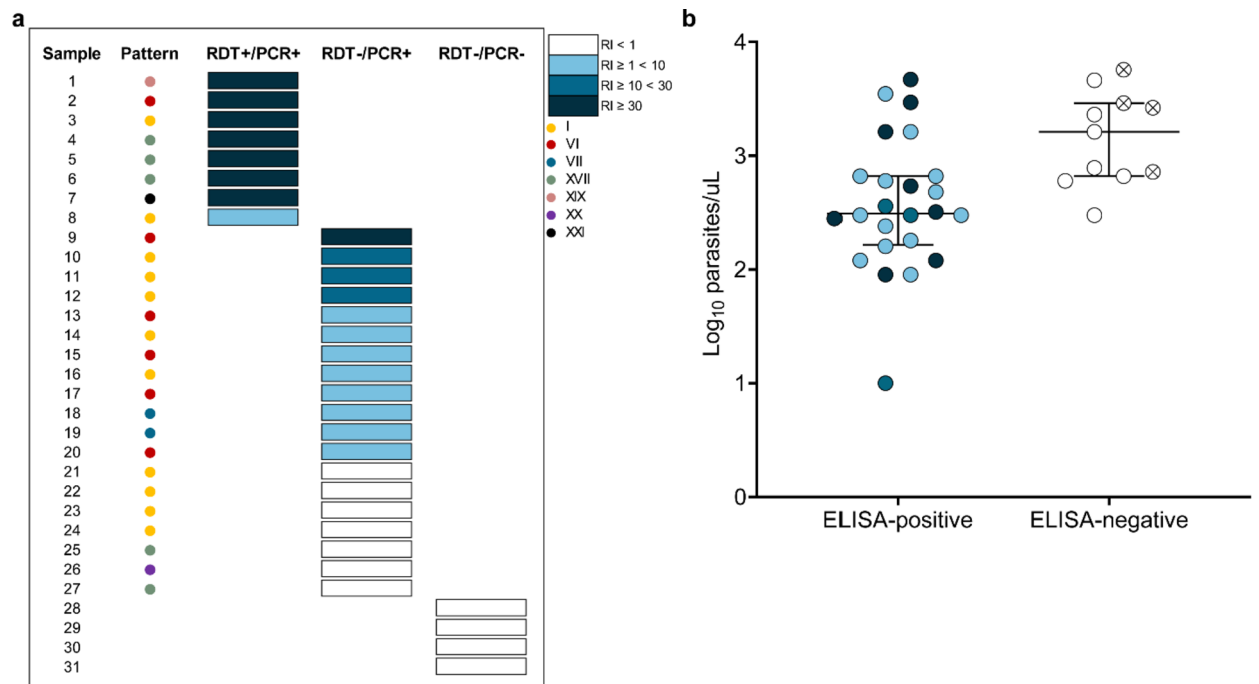 a
Sample Pattern RDT+/PCR+ RDT-/PCR+ RDT-/PCR-
1
2
3
4
5
6
7
8
9
10
11
12
13
14
15
16
17
18
19
20
21
22
23
24
25
26
27
28
29
30
31
RI < 1
RI ≥ 1 < 10
RI ≥ 10 < 30
RI ≥ 30
I
VI
VII
XVII
XIX
XX
XXI
b
Log10 parasites/uL
4
3
2
1
0
ELISA-positive ELISA-negative